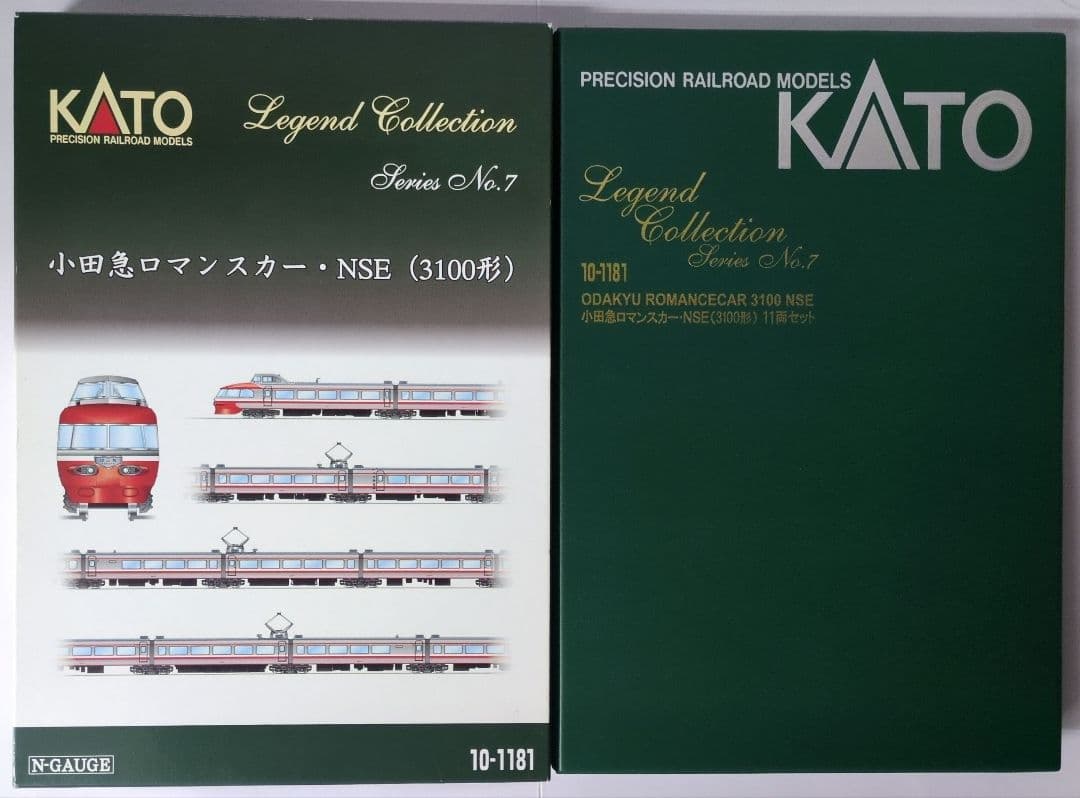 KATO
PRECISION RAILROAD MODELS
Legend Collection
Series No.7
小田急ロマンスカー・NSE（3100形）
N-GAUGE
10-1181
PRECISION RAILROAD MODELS
KATO
Legend
Collection
Series No.7
10-1181
ODAKYU ROMANCECAR 3100 NSE
小田急ロマンスカー・NSE(3100形) 11両セット